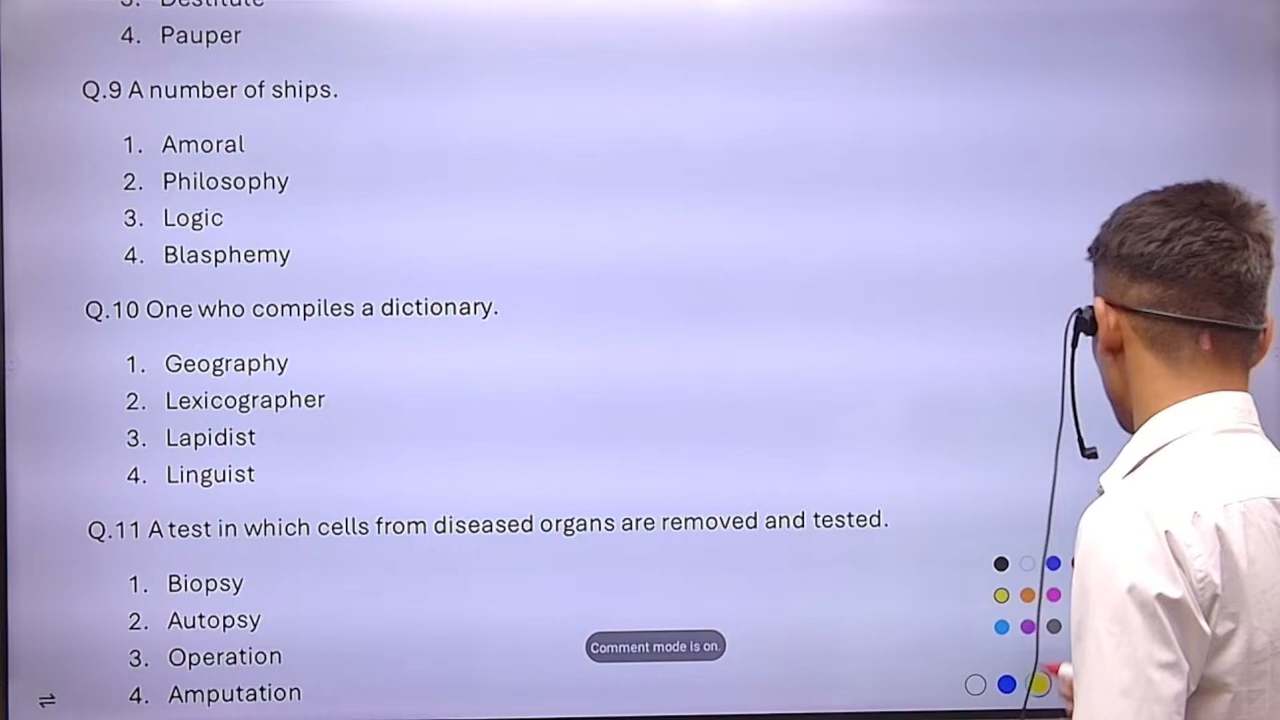 3. Destitute
4. Pauper
Q.9 A number of ships.
1. Amoral
2. Philosophy
3. Logic
4. Blasphemy
Q.10 One who compiles a dictionary.
1. Geography
2. Lexicographer
3. Lapidist
4. Linguist
Q.11 A test in which cells from diseased organs are removed and tested.
1. Biopsy
2. Autopsy
3. Operation
4. Amputation
Comment mode is on.